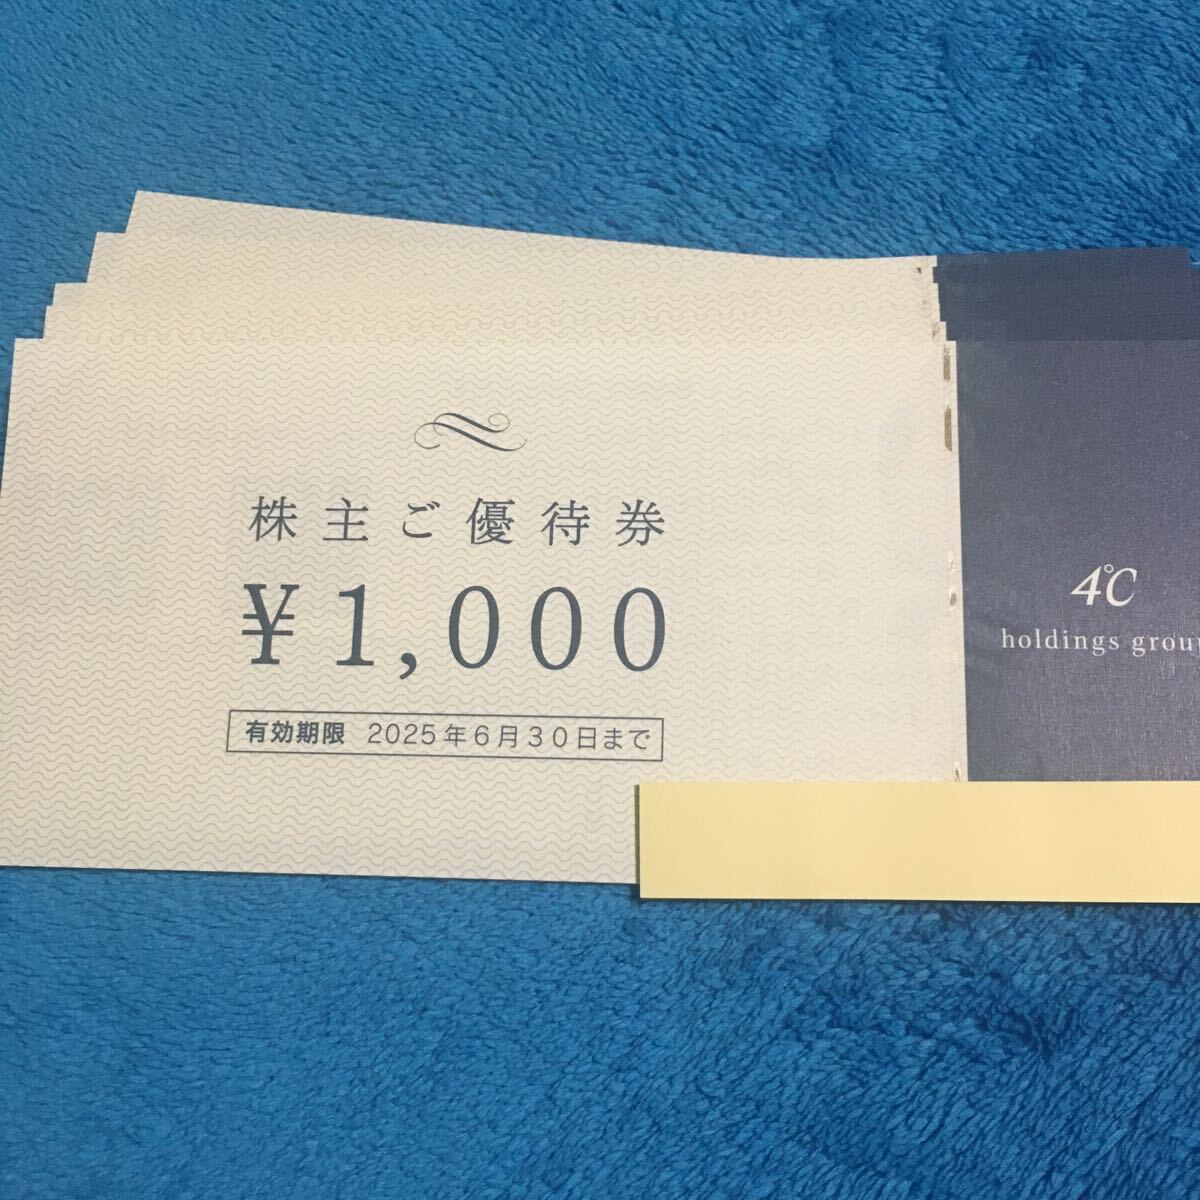 株主ご優待券
¥1,000
有効期限 2025年6月30日まで
4℃
holdings group